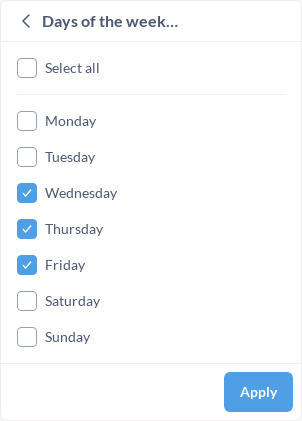 Days of the week...
Select all
Monday
Tuesday
Wednesday
Thursday
Friday
Saturday
Sunday
Apply